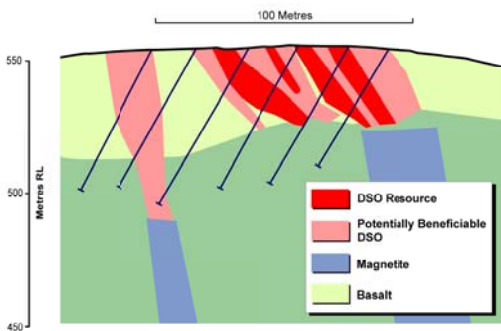 100 Metres
550
500
450
Metres RL
DSO Resource
Potentially Beneficiable
DSO
Magnetite
Basalt